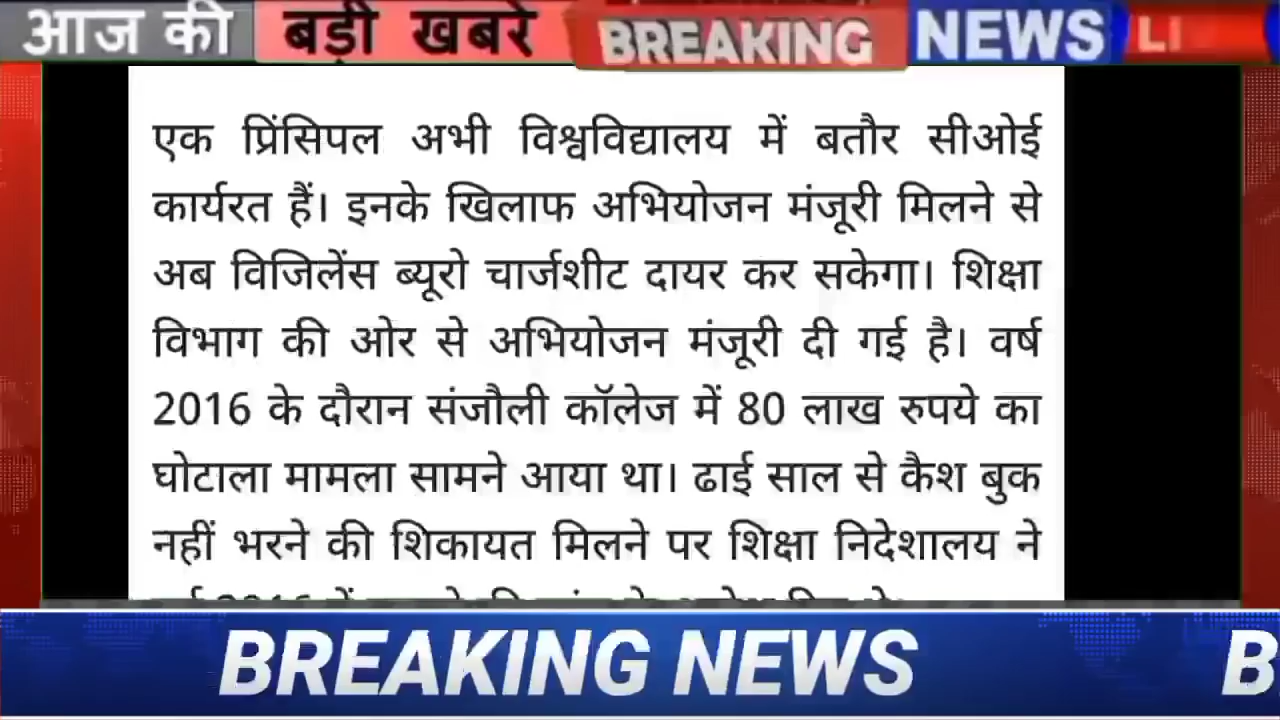 आज की बड़ी खबरे BREAKING NEWS LI
एक प्रिंसिपल अभी विश्वविद्यालय में बतौर सीओई
कार्यरत हैं। इनके खिलाफ अभियोजन मंजूरी मिलने से
अब विजिलेंस ब्यूरो चार्जशीट दायर कर सकेगा। शिक्षा
विभाग की ओर से अभियोजन मंजूरी दी गई है। वर्ष
2016 के दौरान संजौली कॉलेज में 80 लाख रुपये का
घोटाला मामला सामने आया था। ढाई साल से कैश बुक
नहीं भरने की शिकायत मिलने पर शिक्षा निदेशालय ने
BREAKING NEWS B